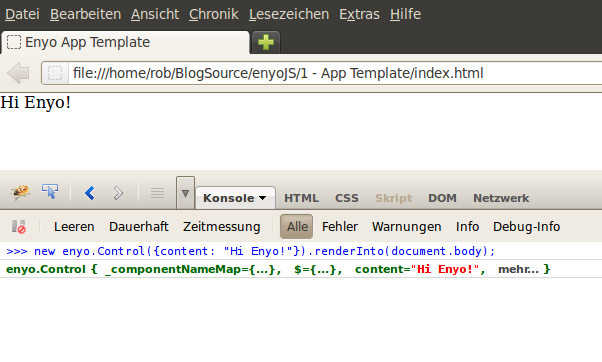 Datei Bearbeiten Ansicht Chronik Lesezeichen Extras Hilfe
Enyo App Template
file:///home/rob/BlogSource/enyoJS/1 - App Template/index.html
Hi Enyo!
Konsole HTML CSS Skript DOM Netzwerk
Leeren Dauerhaft Zeitmessung Alle Fehler Warnungen Info Debug-Info
>>> new enyo.Control({content: "Hi Enyo!"}).renderInto(document.body);
enyo.Control { _componentNameMap={...}, $={...}, content="Hi Enyo!", mehr... }